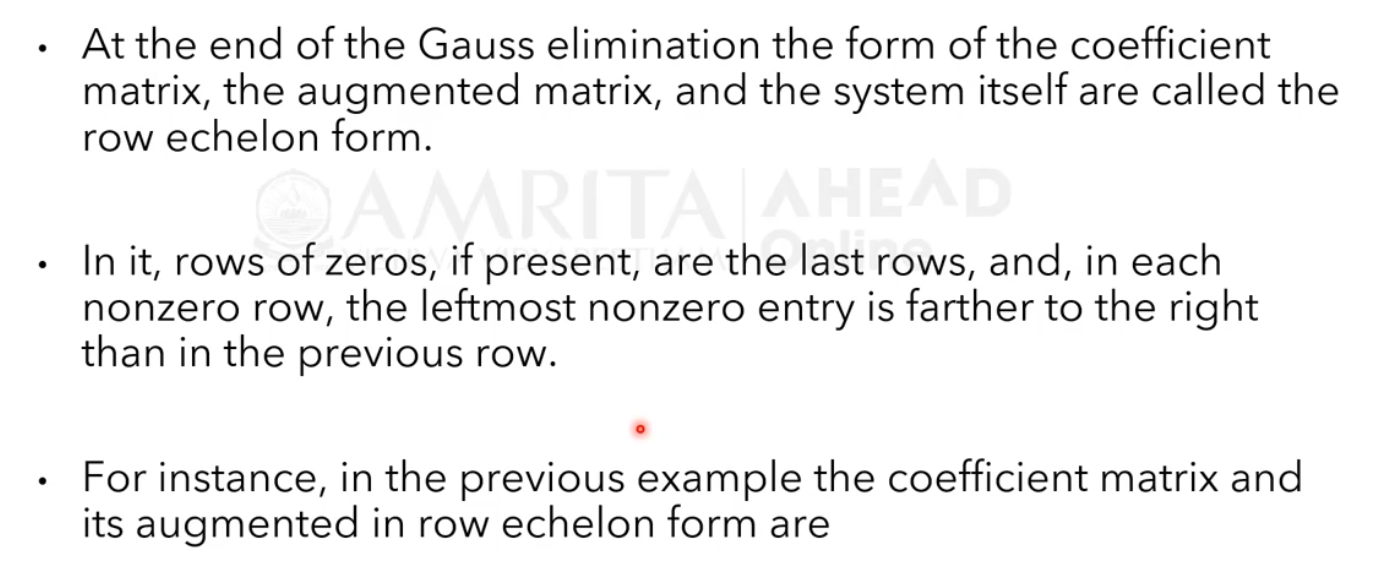 • At the end of the Gauss elimination the form of the coefficient
matrix, the augmented matrix, and the system itself are called the
row echelon form.
AMRITA AHEAD
Online
• In it, rows of zeros, if present, are the last rows, and, in each
nonzero row, the leftmost nonzero entry is farther to the right
than in the previous row.
• For instance, in the previous example the coefficient matrix and
its augmented in row echelon form are